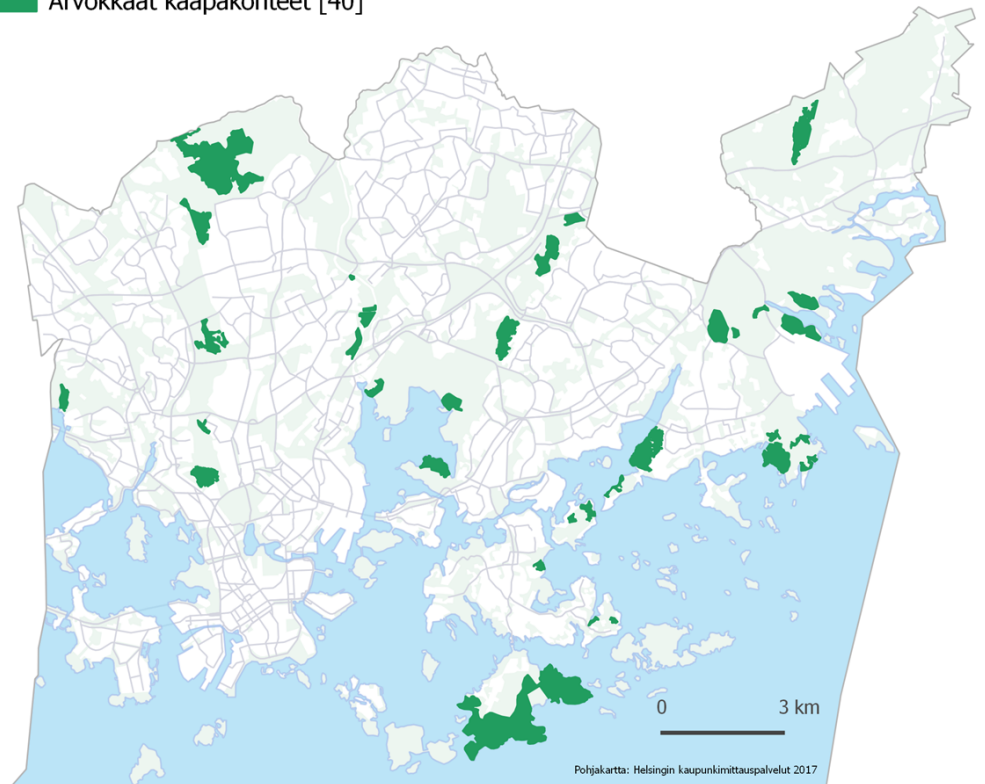 Arvokkaat kääpäkohteet [40]
0 3 km
Pohjakartta: Helsingin kaupunkimittauspalvelut 2017